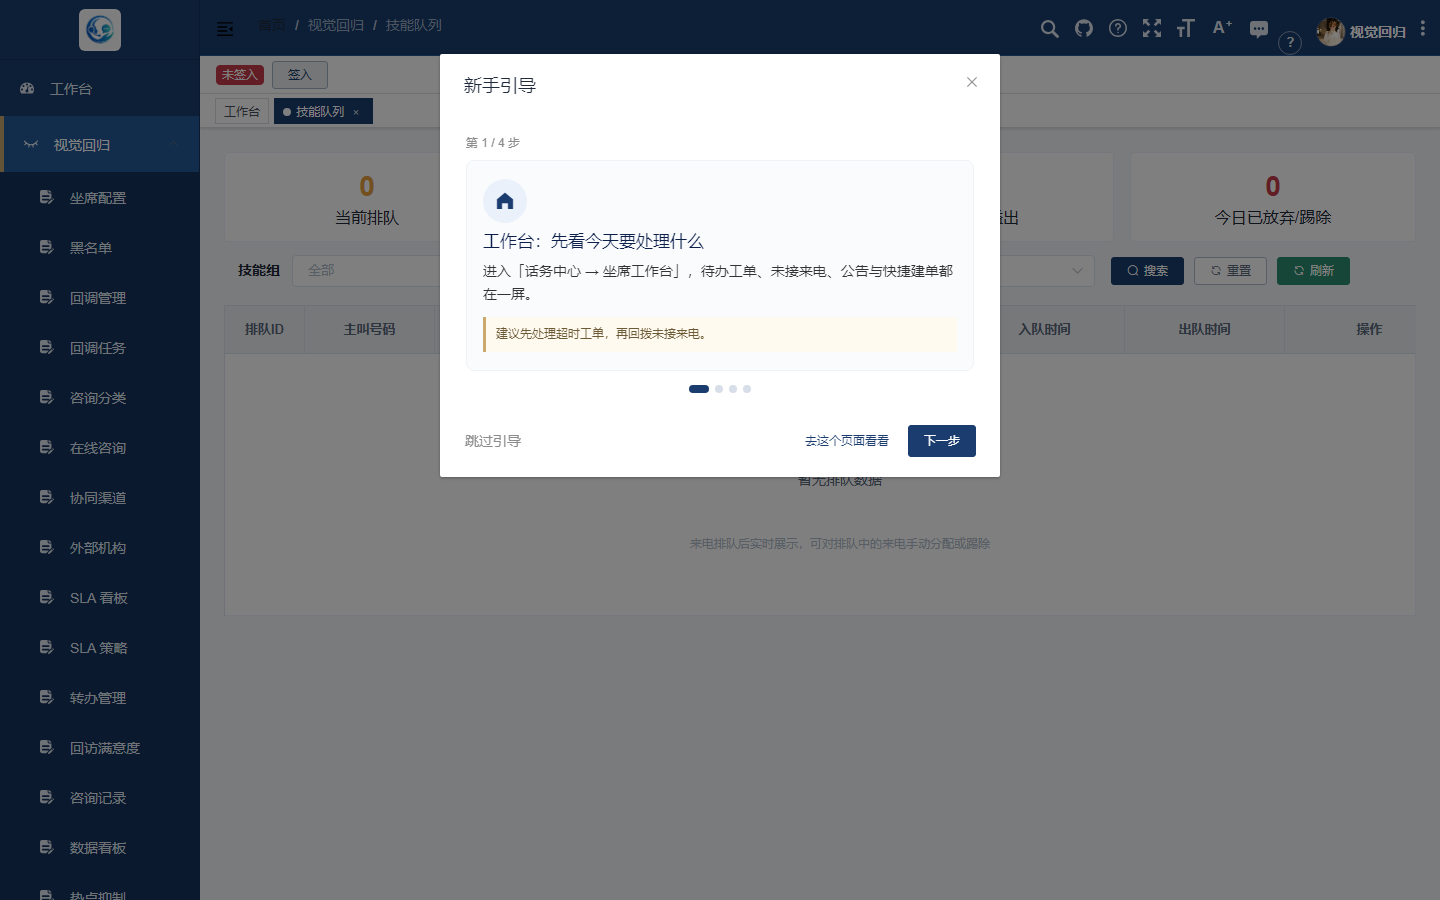 首页 / 视觉回归 / 技能队列
A+
?
视觉回归
工作台
视觉回归
坐席配置
黑名单
回调管理
回调任务
咨询分类
在线咨询
协同渠道
外部机构
SLA 看板
SLA 策略
转办管理
回访满意度
咨询记录
数据看板
热点抑制
未签入
签入
工作台
技能队列 ×
0
当前排队
出
0
今日已放弃/踢除
技能组
全部
搜索
重置
刷新
排队ID
主叫号码
入队时间
出队时间
操作
暂无排队数据
来电排队后实时展示，可对排队中的来电手动分配或踢除
新手引导
第 1 / 4 步
工作台：先看今天要处理什么
进入「话务中心 → 坐席工作台」，待办工单、未接来电、公告与快捷建单都
在一屏。
建议先处理超时工单，再回拨未接来电。
跳过引导
去这个页面看看
下一步